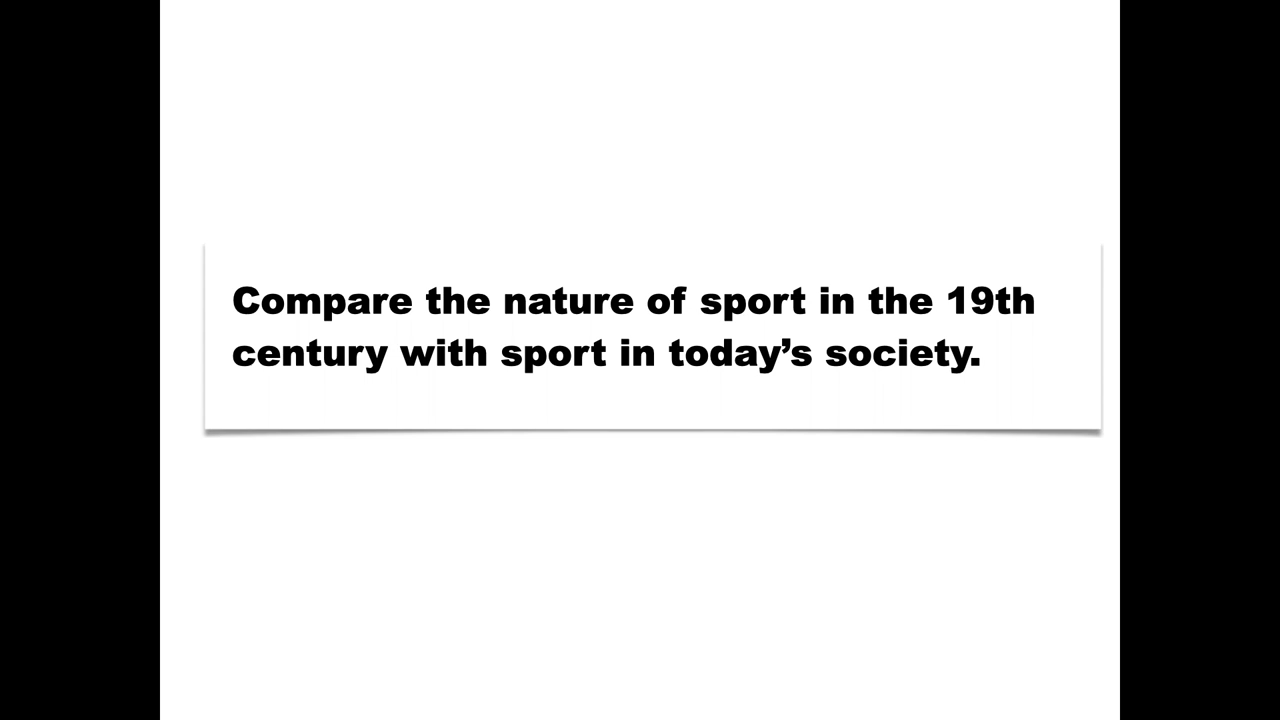 Compare the nature of sport in the 19th
century with sport in today’s society.